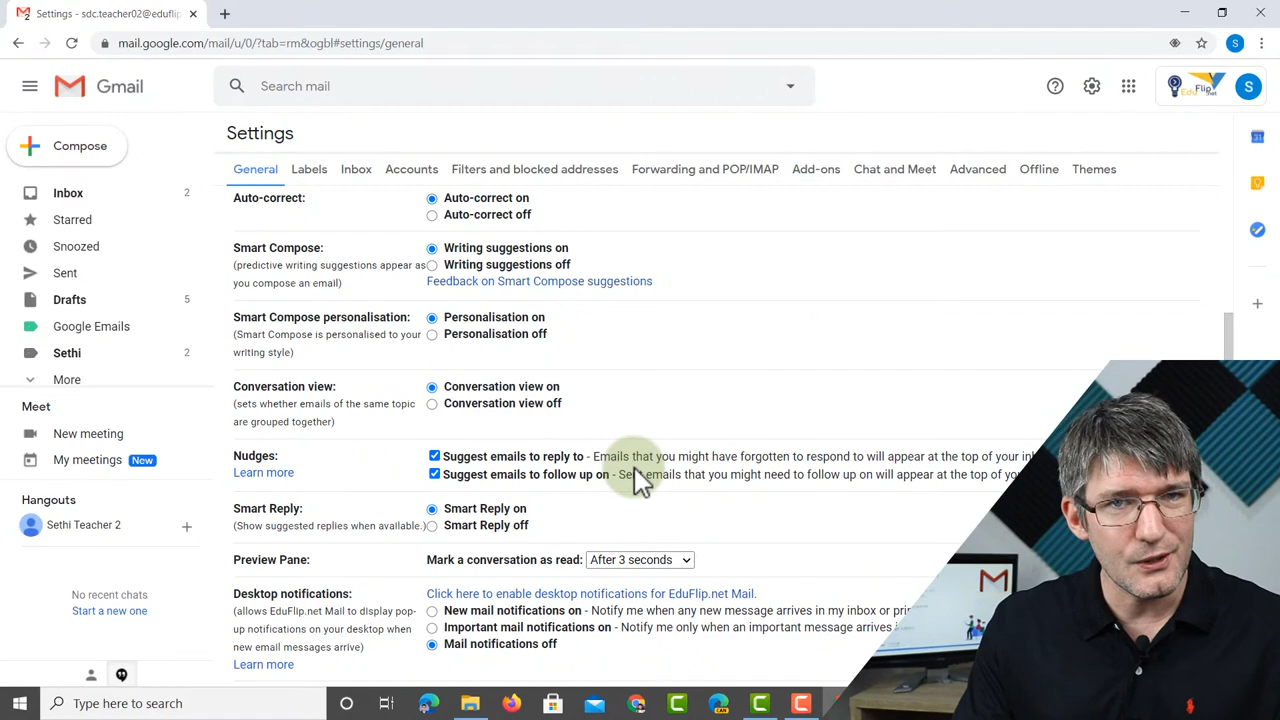 Settings - sdc.teacher02@eduflip
mail.google.com/mail/u/0/?tab=rm&ogbl#settings/general
S
Gmail
Search mail
EduFlip.net
S
Compose
Settings
General Labels Inbox Accounts Filters and blocked addresses Forwarding and POP/IMAP Add-ons Chat and Meet Advanced Offline Themes
Inbox 2
Starred
Snoozed
Sent
Drafts 5
Google Emails
Sethi 2
More
Meet
New meeting
My meetings New
Hangouts
Sethi Teacher 2
No recent chats
Start a new one
Auto-correct: Auto-correct on
Auto-correct off
Smart Compose: Writing suggestions on
(predictive writing suggestions appear as Writing suggestions off
you compose an email) Feedback on Smart Compose suggestions
Smart Compose personalisation: Personalisation on
(Smart Compose is personalised to your Personalisation off
writing style)
Conversation view: Conversation view on
(sets whether emails of the same topic Conversation view off
are grouped together)
Nudges: Suggest emails to reply to - Emails that you might have forgotten to respond to will appear at the top of your
Learn more Suggest emails to follow up on - emails that you might need to follow up on will appear at the top of
Smart Reply: Smart Reply on
(Show suggested replies when available.) Smart Reply off
Preview Pane: Mark a conversation as read: After 3 seconds
Desktop notifications: Click here to enable desktop notifications for EduFlip.net Mail.
(allows EduFlip.net Mail to display pop- New mail notifications on - Notify me when any new message arrives in my inbox or
up notifications on your desktop when Important mail notifications on - Notify me only when an important message arrives
new email messages arrive) Mail notifications off
Learn more
Type here to search